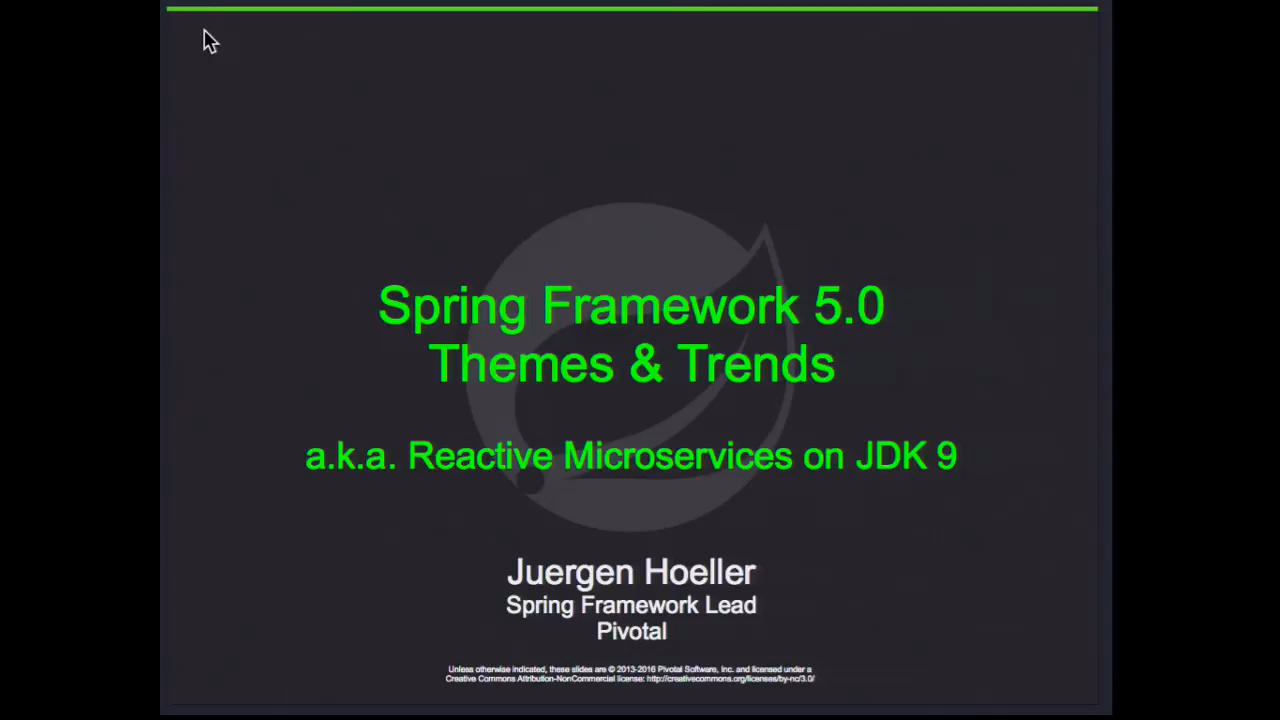 Spring Framework 5.0
Themes & Trends
a.k.a. Reactive Microservices on JDK 9
Juergen Hoeller
Spring Framework Lead
Pivotal
Unless otherwise indicated, these slides are © 2013-2016 Pivotal Software, Inc. and licensed under a
Creative Commons Attribution-NonCommercial license: http://creativecommons.org/licenses/by-nc/3.0/